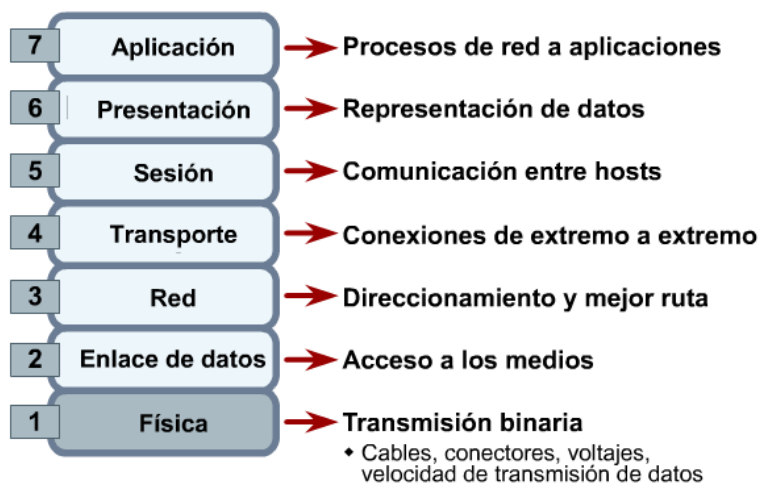 7 Aplicación Procesos de red a aplicaciones
6 Presentación Representación de datos
5 Sesión Comunicación entre hosts
4 Transporte Conexiones de extremo a extremo
3 Red Direccionamiento y mejor ruta
2 Enlace de datos Acceso a los medios
1 Física Transmisión binaria
Cables, conectores, voltajes,
velocidad de transmisión de datos